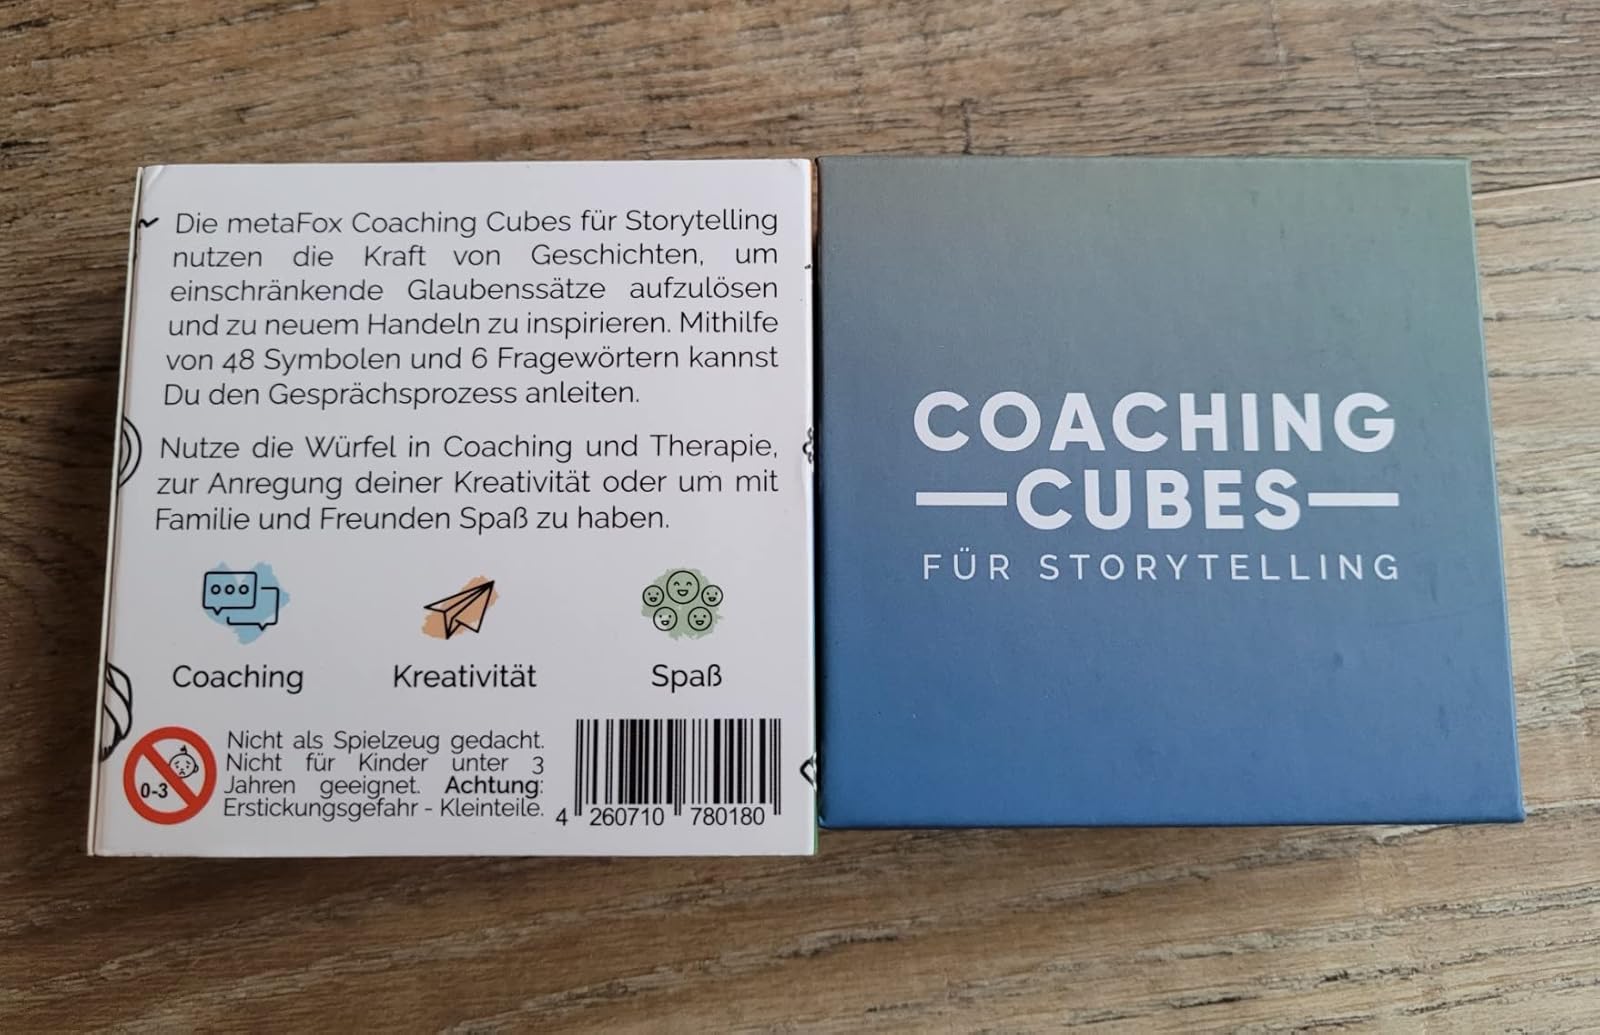 Die metaFox Coaching Cubes für Storytelling
nutzen die Kraft von Geschichten, um
einschränkende Glaubenssätze aufzulösen
und zu neuem Handeln zu inspirieren. Mithilfe
von 48 Symbolen und 6 Fragewörtern kannst
Du den Gesprächsprozess anleiten.
Nutze die Würfel in Coaching und Therapie,
zur Anregung deiner Kreativität oder um mit
Familie und Freunden Spaß zu haben.
Coaching
Kreativität
Spaß
0-3
Nicht als Spielzeug gedacht.
Nicht für Kinder unter 3
Jahren geeignet. Achtung:
Erstickungsgefahr - Kleinteile.
4 260710 780180
COACHING
CUBES
FÜR STORYTELLING